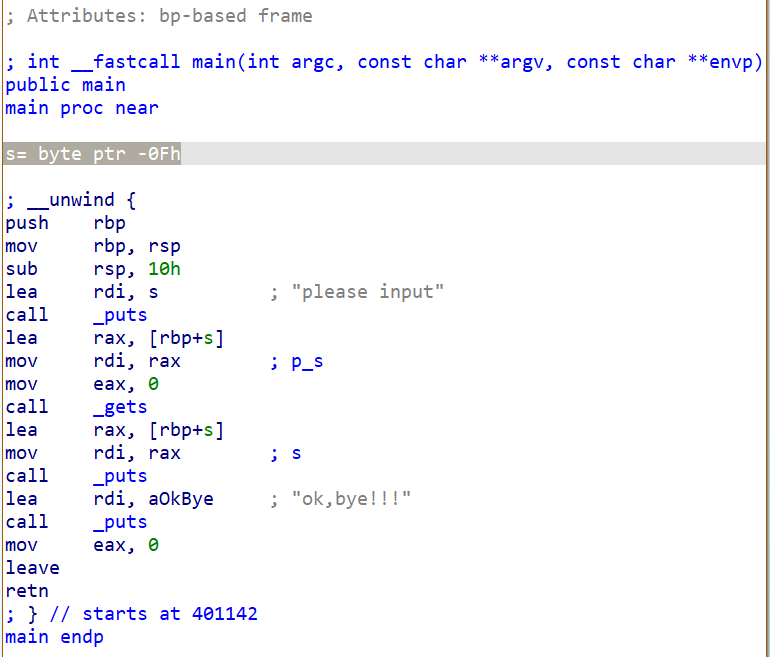 ; Attributes: bp-based frame
; int __fastcall main(int argc, const char **argv, const char **envp)
public main
main proc near
s= byte ptr -0Fh
; __unwind {
push    rbp
mov     rbp, rsp
sub     rsp, 10h
lea     rdi, s          ; "please input"
call    _puts
lea     rax, [rbp+s]
mov     rdi, rax        ; p_s
mov     eax, 0
call    _gets
lea     rax, [rbp+s]
mov     rdi, rax        ; s
call    _puts
lea     rdi, aOkBye     ; "ok,bye!!!"
call    _puts
mov     eax, 0
leave
retn
; } // starts at 401142
main endp